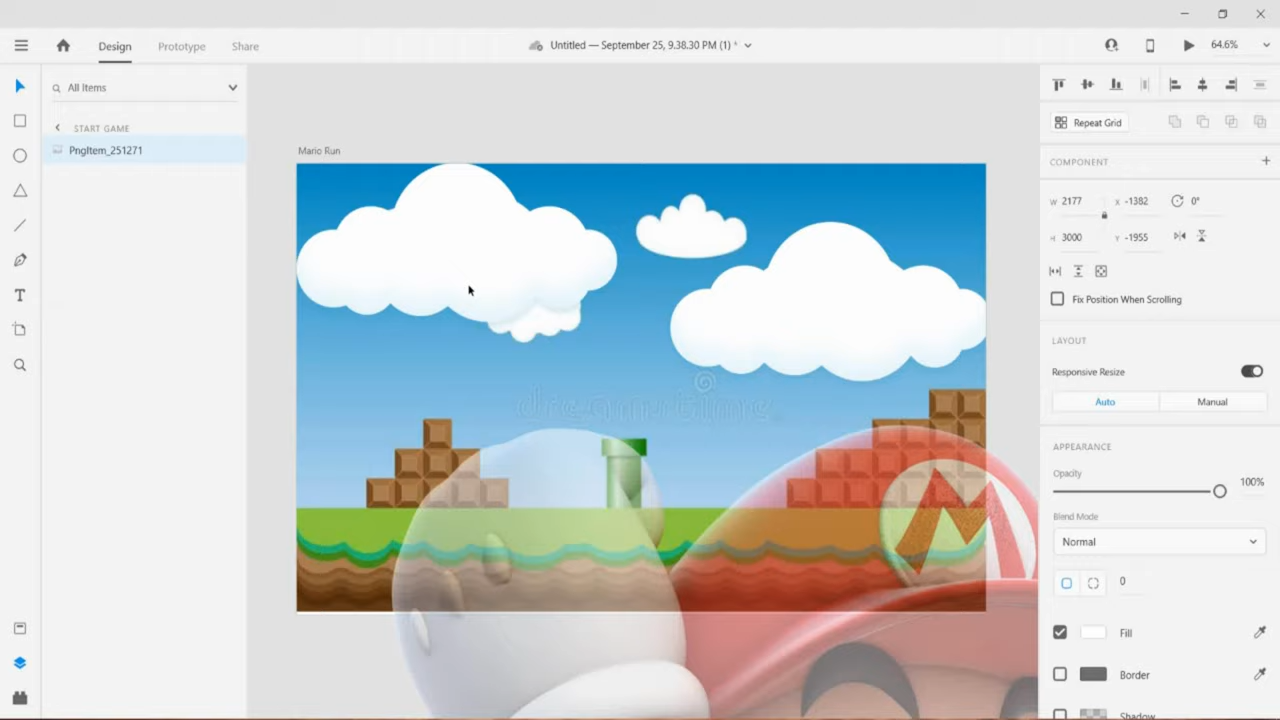 Design Prototype Share
Untitled — September 25, 9.38.30 PM (1) *
64.6%
All Items
START GAME
PngItem_251271
Mario Run
dreamstime
M
Repeat Grid
COMPONENT
W 2177 X -1382 0°
H 3000 Y -1955
Fix Position When Scrolling
LAYOUT
Responsive Resize
Auto Manual
APPEARANCE
Opacity
100%
Blend Mode
Normal
0
Fill
Border
Shadow